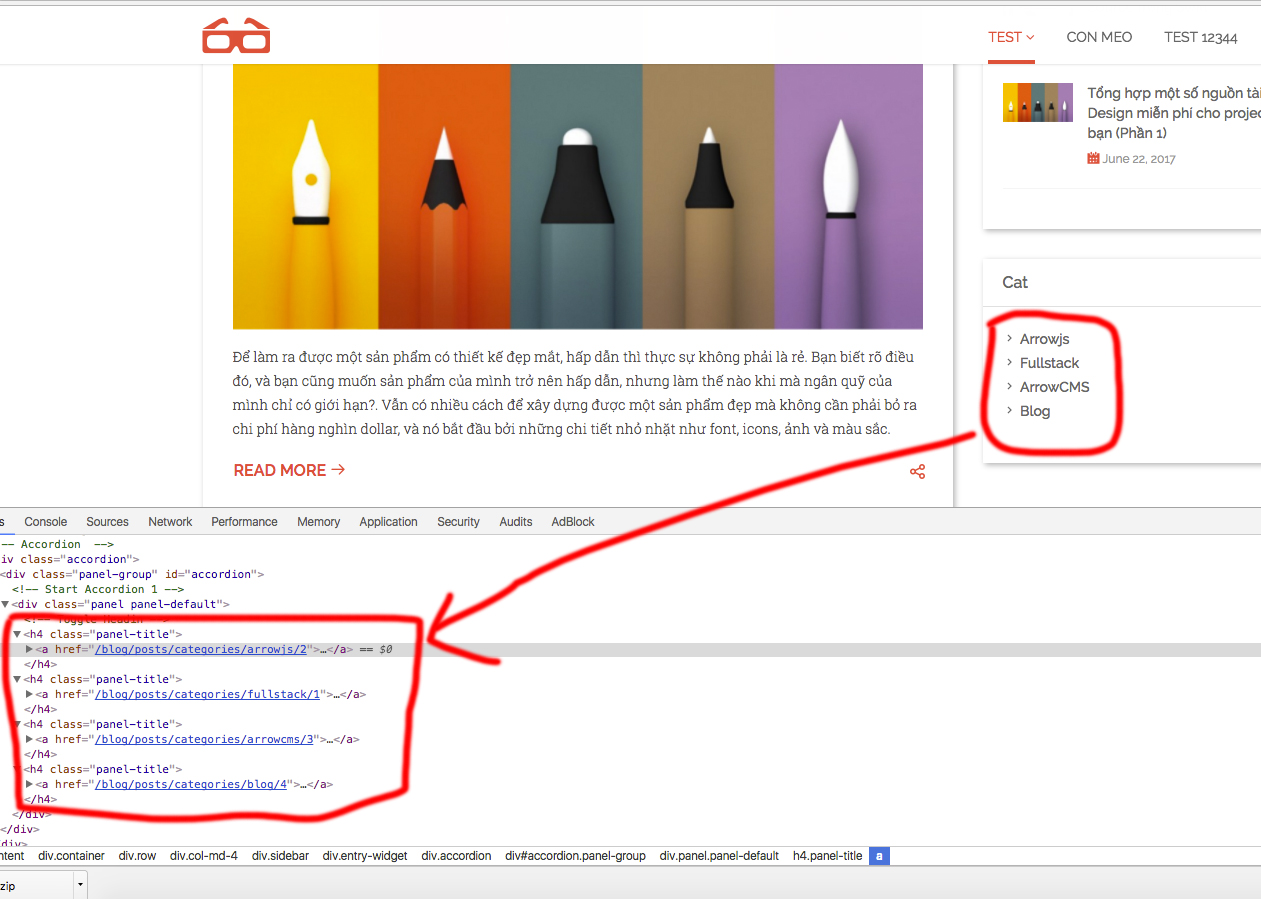 TEST
CON MEO
TEST 12344
Tổng hợp một số nguồn tài
Design miễn phí cho projec
bạn (Phần 1)
June 22, 2017
Cat
Arrowjs
Fullstack
ArrowCMS
Blog
Để làm ra được một sản phẩm có thiết kế đẹp mắt, hấp dẫn thì thực sự không phải là rẻ. Bạn biết rõ điều
đó, và bạn cũng muốn sản phẩm của mình trở nên hấp dẫn, nhưng làm thế nào khi mà ngân quỹ của
mình chỉ có giới hạn?. Vẫn có nhiều cách để xây dựng được một sản phẩm đẹp mà không cần phải bỏ ra
chi phí hàng nghìn dollar, và nó bắt đầu bởi những chi tiết nhỏ nhặt như font, icons, ảnh và màu sắc.
READ MORE
s Console Sources Network Performance Memory Application Security Audits AdBlock
-- Accordion -->
iv class="accordion">
<div class="panel-group" id="accordion">
<!-- Start Accordion 1 -->
<div class="panel panel-default">
<!-- Toggle Headin -->
<h4 class="panel-title">
<a href="/blog/posts/categories/arrowjs/2">…</a> == $0
</h4>
<h4 class="panel-title">
<a href="/blog/posts/categories/fullstack/1">…</a>
</h4>
<h4 class="panel-title">
<a href="/blog/posts/categories/arrowcms/3">…</a>
</h4>
<h4 class="panel-title">
<a href="/blog/posts/categories/blog/4">…</a>
</h4>
</div>
</div>
div>
ntent div.container div.row div.col-md-4 div.sidebar div.entry-widget div.accordion div#accordion.panel-group div.panel.panel-default h4.panel-title a
zip